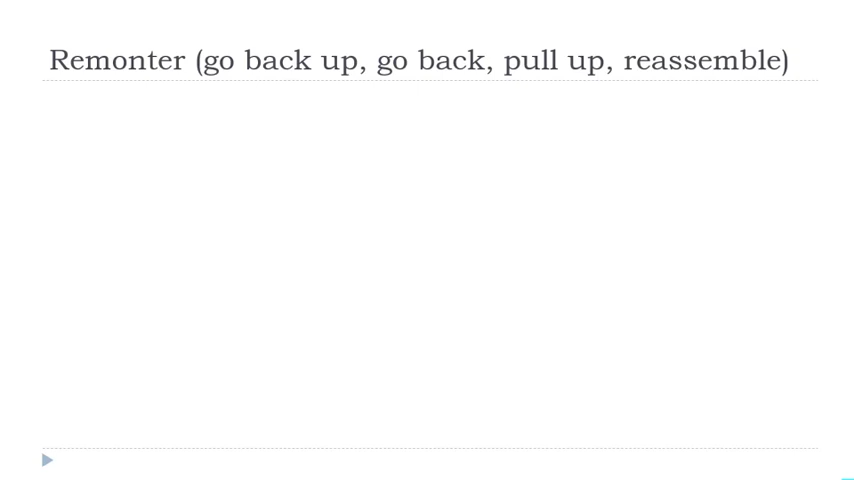 Remonter (go back up, go back, pull up, reassemble)